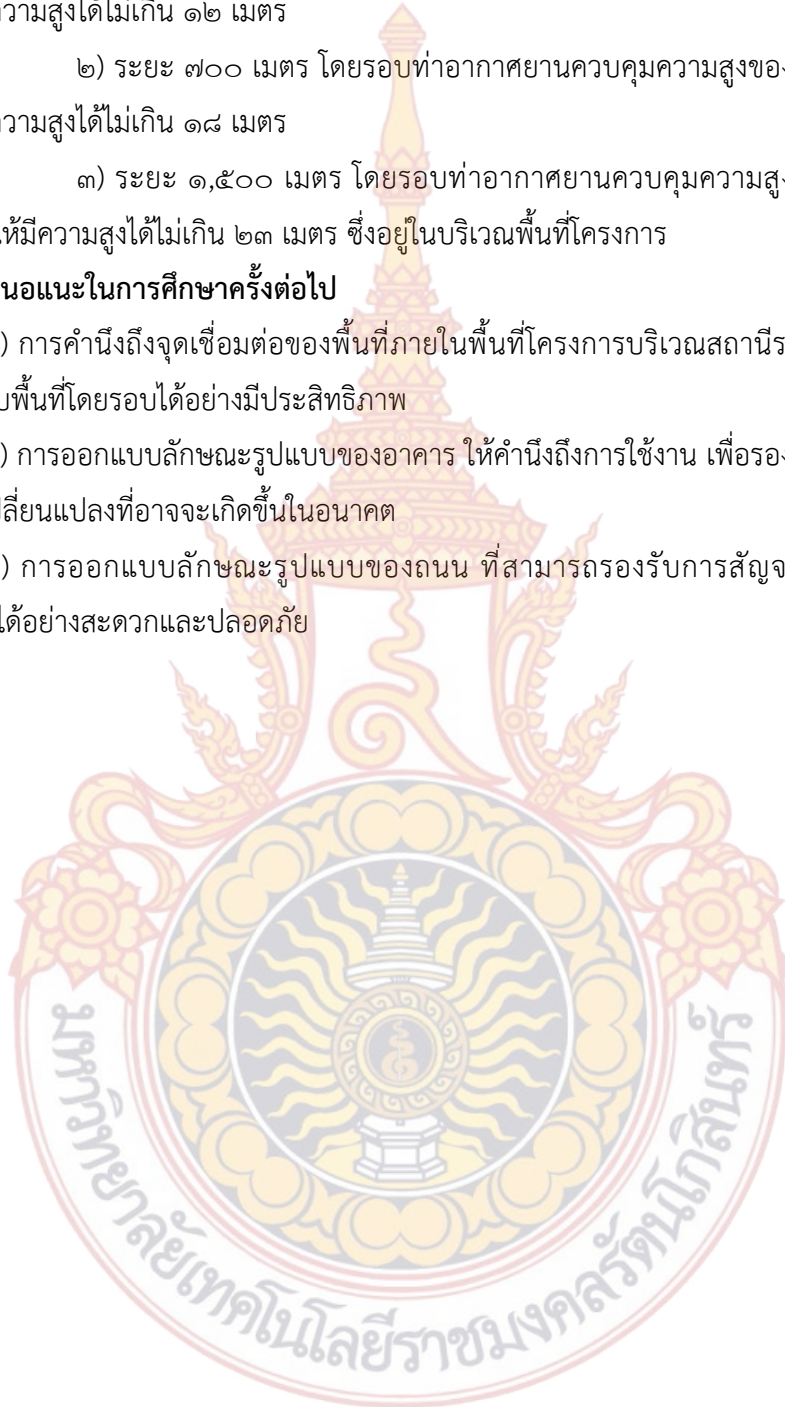 ความสูงได้ไม่เกิน ๑๒ เมตร
๒) ระยะ ๗๐๐ เมตร โดยรอบท่าอากาศยานควบคุมความสูงของ
ความสูงได้ไม่เกิน ๑๘ เมตร
๓) ระยะ ๑,๕๐๐ เมตร โดยรอบท่าอากาศยานควบคุมความสูง
ให้มีความสูงได้ไม่เกิน ๒๓ เมตร ซึ่งอยู่ในบริเวณพื้นที่โครงการ
นอแนะในการศึกษาครั้งต่อไป
) การคำนึงถึงจุดเชื่อมต่อของพื้นที่ภายในพื้นที่โครงการบริเวณสถานีร
บพื้นที่โดยรอบได้อย่างมีประสิทธิภาพ
) การออกแบบลักษณะรูปแบบของอาคาร ให้คำนึงถึงการใช้งาน เพื่อรอง
ปลี่ยนแปลงที่อาจจะเกิดขึ้นในอนาคต
) การออกแบบลักษณะรูปแบบของถนน ที่สามารถรองรับการสัญจ
ได้อย่างสะดวกและปลอดภัย
มหาวิทยาลัยเทคโนโลยีราชมงคลรัตนโกสินทร์